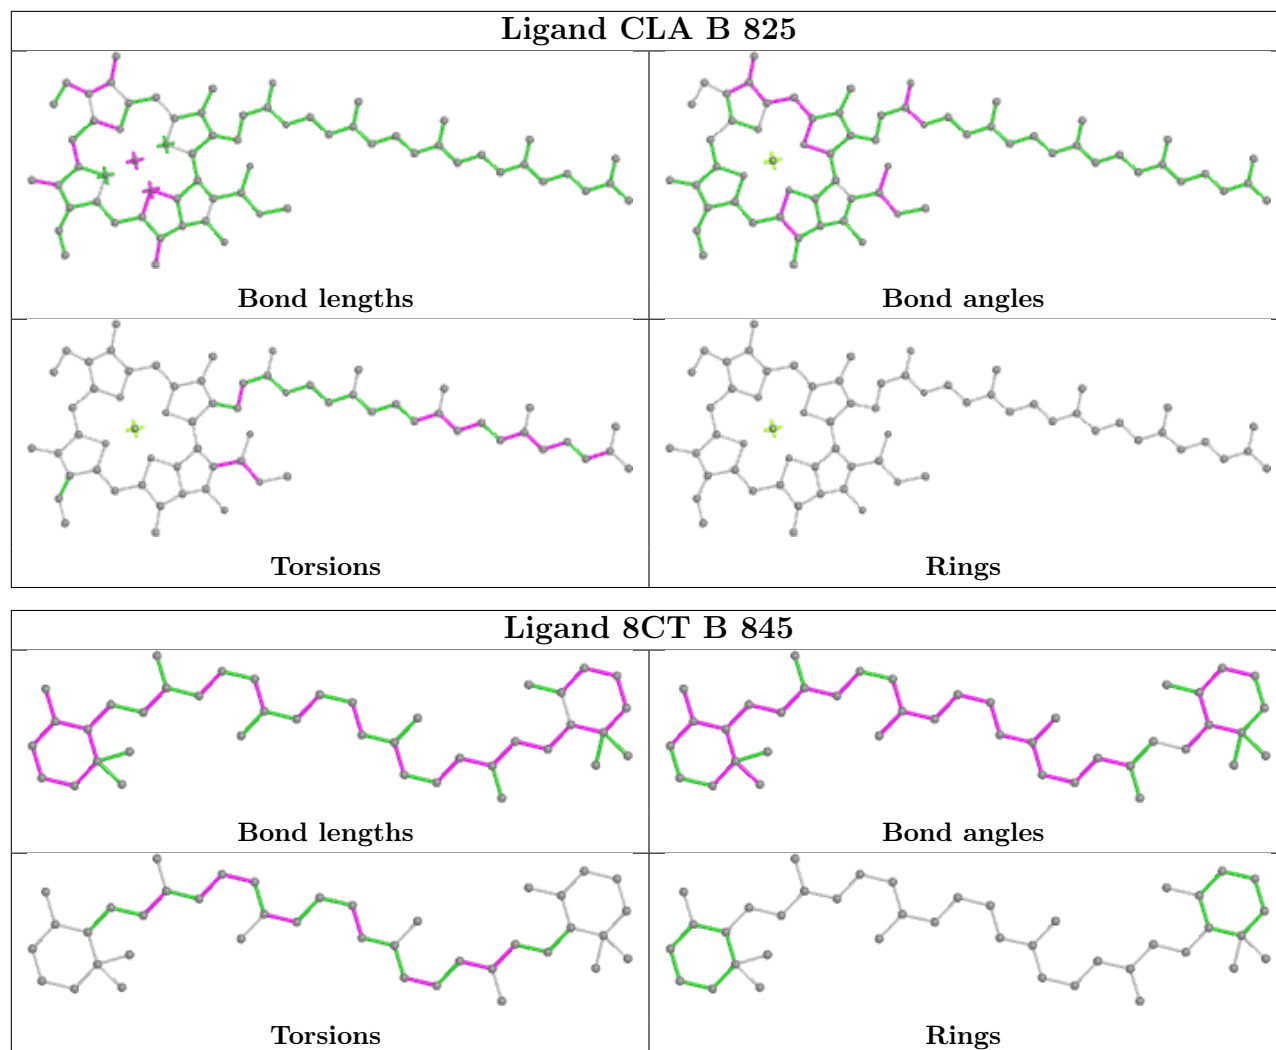 Ligand CLA B 825
Bond lengths
Bond angles
Torsions
Rings
Ligand 8CT B 845
Bond lengths
Bond angles
Torsions
Rings